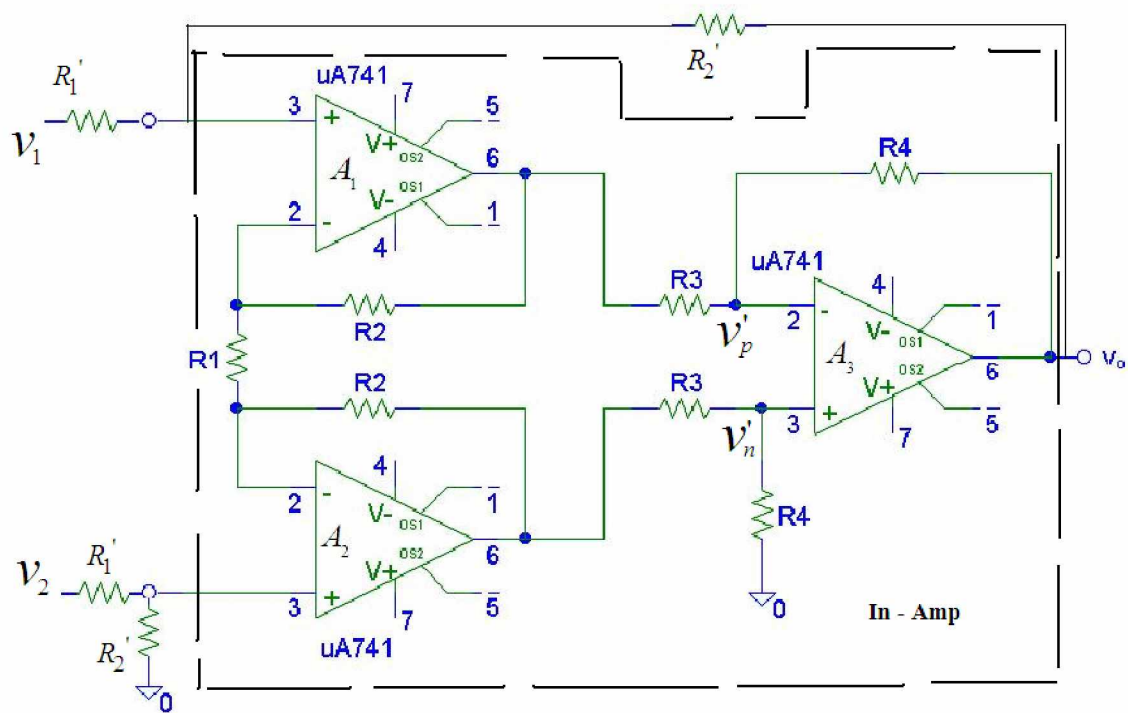 R₂'
R₁'
uA741
7
3
+
5
V+
OS2
6
R4
v₁
A₁
OS1
V-
1
2
-
4
uA741
R3
4
2
-
1
R2
v'ₚ
V-
OS1
R1
A₃
6
vₒ
R2
R3
OS2
V+
3
+
5
4
v'ₙ
7
2
-
1
V-
OS1
R4
A₂
6
v₂
R₁'
OS2
V+
3
+
5
0
In - Amp
7
R₂'
uA741
0